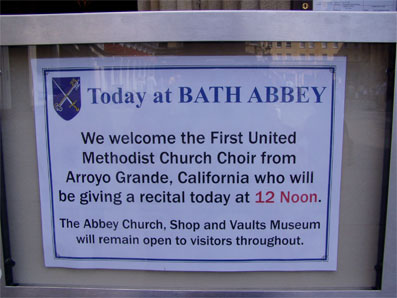 Today at BATH ABBEY
We welcome the First United
Methodist Church Choir from
Arroyo Grande, California who will
be giving a recital today at 12 Noon.
The Abbey Church, Shop and Vaults Museum
will remain open to visitors throughout.